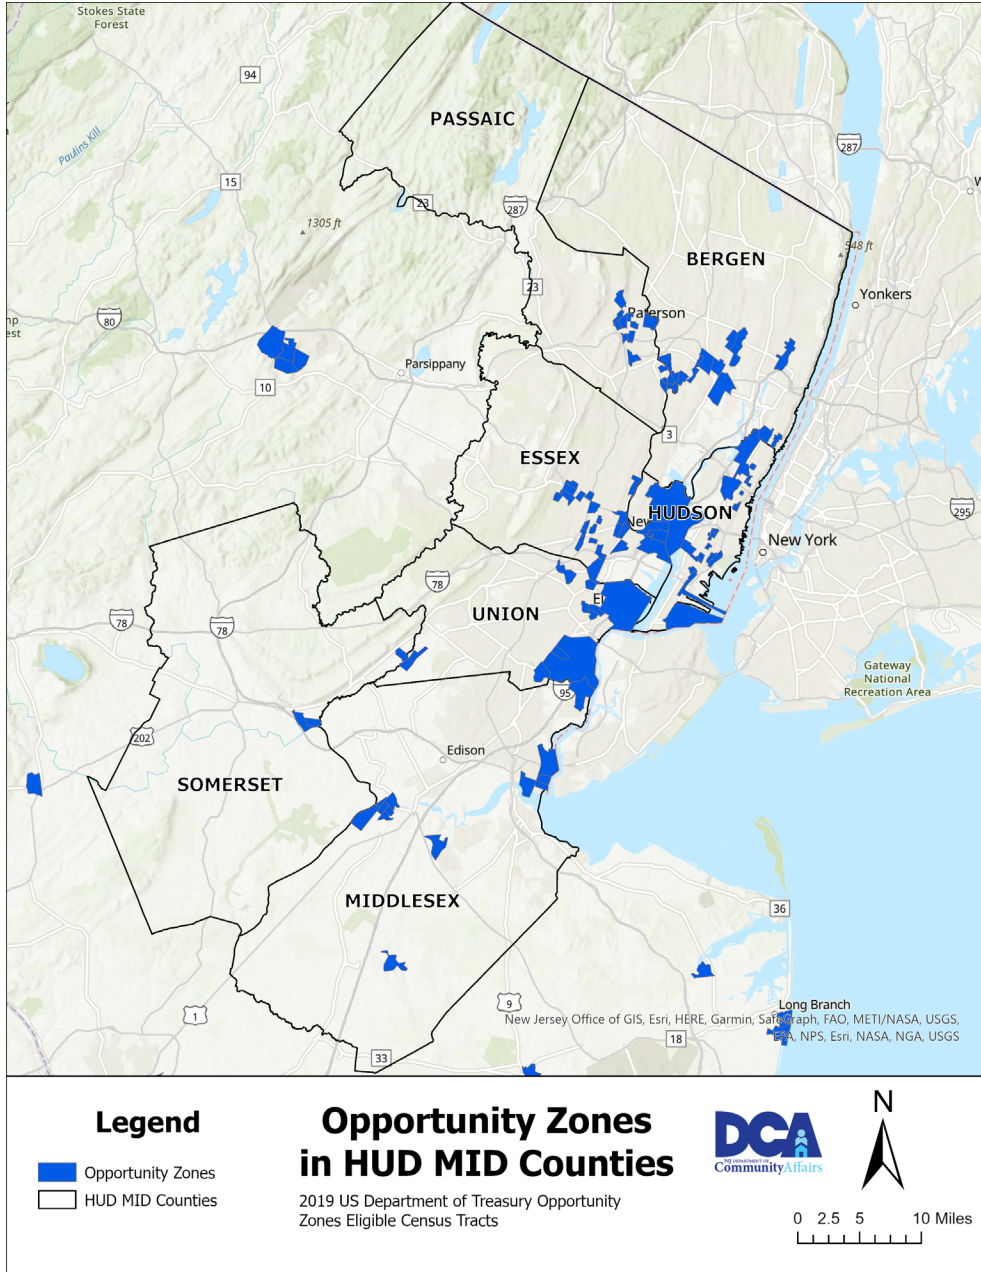 Stokes State
Forest
94
PASSAIC
287
Paulins Kill
15
23
1305 ft
287
BERGEN
548 ft
23
Yonkers
80
Paterson
Parsippany
10
3
ESSEX
HUDSON
295
New York
78
78
78
UNION
Gateway
National
Recreation Area
95
202
Edison
SOMERSET
MIDDLESEX
36
9
Long Branch
1
New Jersey Office of GIS, Esri, HERE, Garmin, SafeGraph, FAO, METI/NASA, USGS,
EPA, NPS, Esri, NASA, NGA, USGS
18
33
Legend
Opportunity Zones
HUD MID Counties
Opportunity Zones
in HUD MID Counties
2019 US Department of Treasury Opportunity
Zones Eligible Census Tracts
DCA
NJ DEPARTMENT OF
CommunityAffairs
N
0 2.5 5 10 Miles